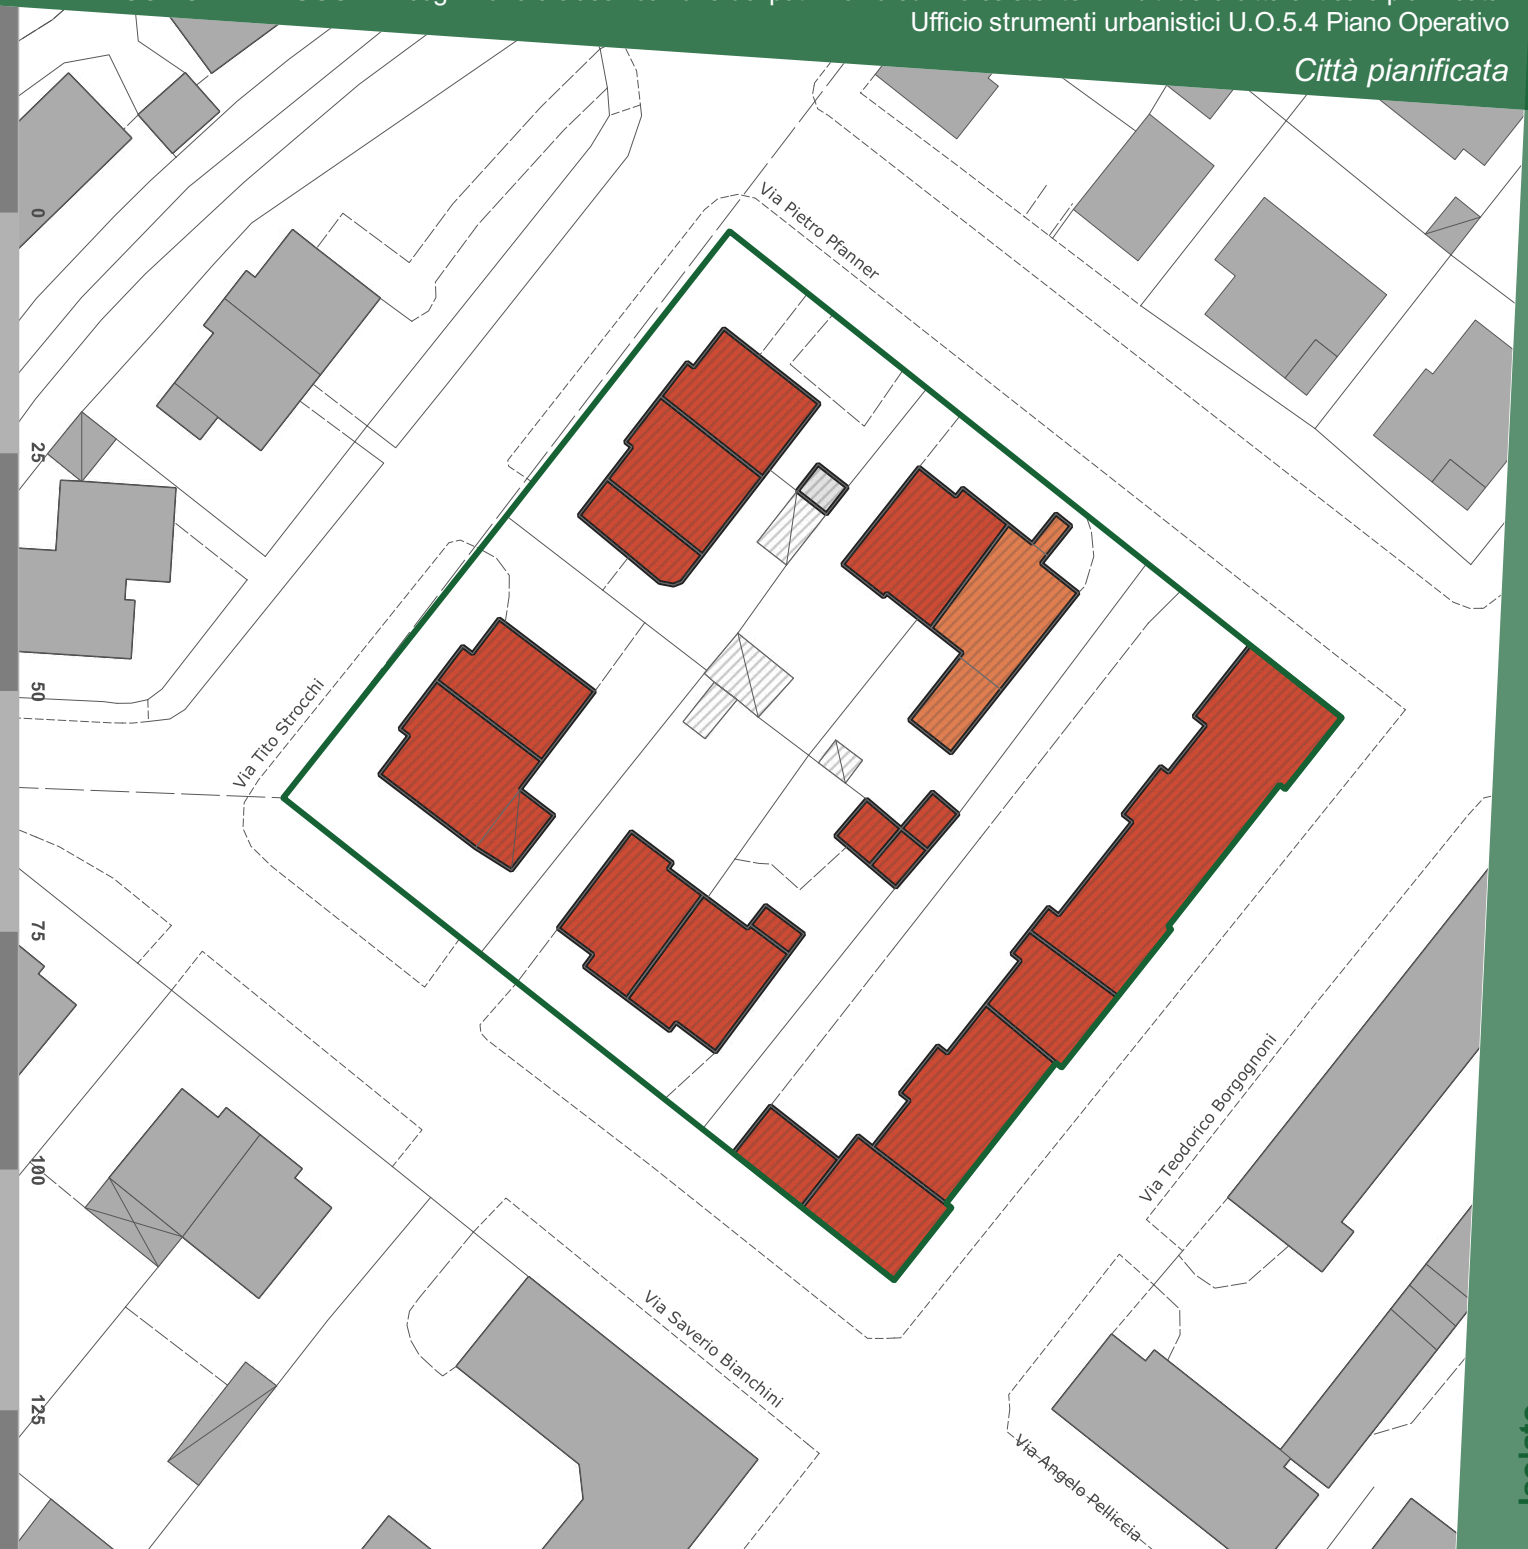 Ufficio strumenti urbanistici U.O.5.4 Piano Operativo
Città pianificata
Via Pietro Pfanner
Via Tito Strocchi
Via Teodorico Borgognoni
Via Saverio Bianchini
Via Angelo Pelliccia
0
25
50
75
100
125